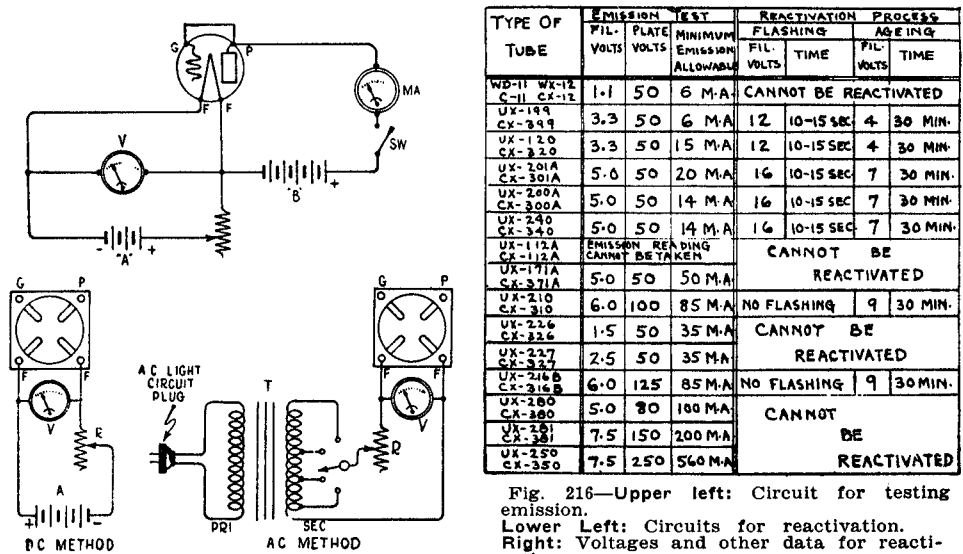 G P
F F
MA
SW
V
- "A" +
"B" +
G P
F F
V
R
A
+ -
DC METHOD
AC LIGHT
CIRCUIT
PLUG
T
PRI
SEC
G P
F F
V
R
AC METHOD
TYPE OF TUBE
EMISSION TEST
FIL. VOLTS PLATE VOLTS MINIMUM EMISSION ALLOWABLE
REACTIVATION PROCESS
FLASHING AGEING
FIL. VOLTS TIME FIL. VOLTS TIME
WD-11 WX-12
C-11 CX-12 1.1 50 6 M.A. CANNOT BE REACTIVATED
UX-199
CX-399 3.3 50 6 M.A 12 10-15 SEC 4 30 MIN.
UX-120
CX-320 3.3 50 15 M.A 12 10-15 SEC 4 30 MIN.
UX-201A
CX-301A 5.0 50 20 M.A 16 10-15 SEC 7 30 MIN.
UX-200A
CX-300A 5.0 50 14 M.A 16 10-15 SEC 7 30 MIN.
UX-240
CX-340 5.0 50 14 M.A 16 10-15 SEC 7 30 MIN.
UX-112A
CX-112A EMISSION READING
CANNOT BE TAKEN
CANNOT BE
REACTIVATED
UX-171A
CX-371A 5.0 50 50 M.A
UX-210
CX-310 6.0 100 85 M.A NO FLASHING 9 30 MIN.
UX-226
CX-326 1.5 50 35 M.A
CANNOT BE
REACTIVATED
UX-227
CX-327 2.5 50 35 M.A
UX-216B
CX-316B 6.0 125 85 M.A NO FLASHING 9 30 MIN.
UX-280
CX-380 5.0 80 100 M.A
CANNOT
BE
REACTIVATED
UX-281
CX-381 7.5 150 200 M.A
UX-250
CX-350 7.5 250 560 M.A
Fig. 216—Upper left: Circuit for testing
emission.
Lower Left: Circuits for reactivation.
Right: Voltages and other data for reacti-